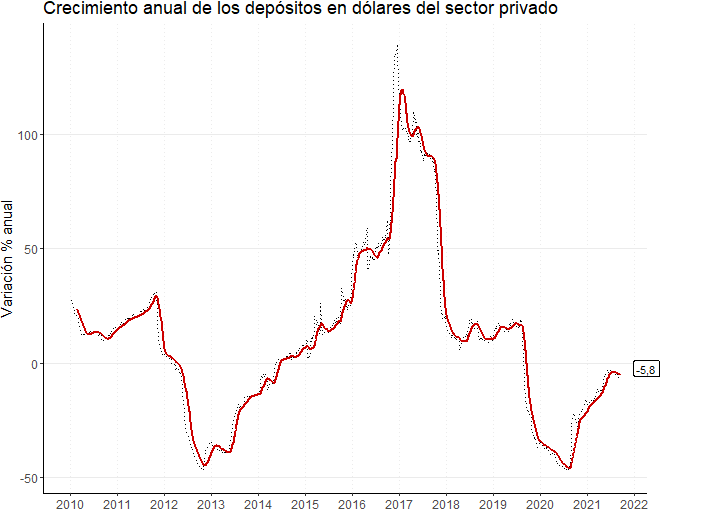 Crecimiento anual de los depósitos en dólares del sector privado
Variación % anual
100
50
0
-50
-5,8
2010 2011 2012 2013 2014 2015 2016 2017 2018 2019 2020 2021 2022